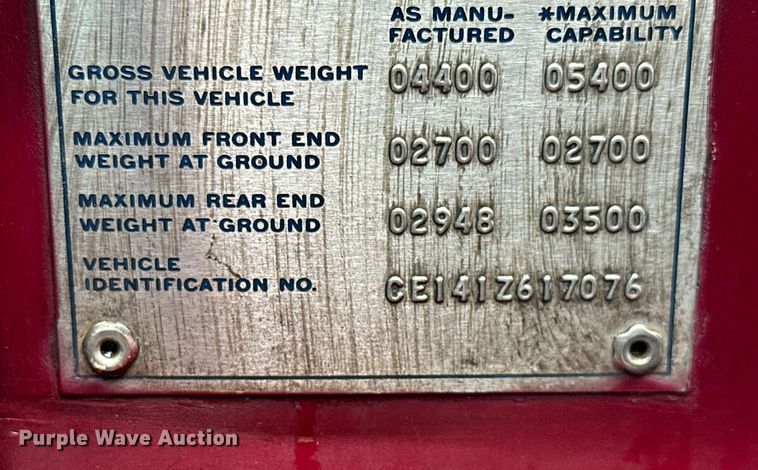 AS MANU- *MAXIMUM
FACTURED CAPABILITY
GROSS VEHICLE WEIGHT 04400 05400
FOR THIS VEHICLE
MAXIMUM FRONT END 02700 02700
WEIGHT AT GROUND
MAXIMUM REAR END 02948 03500
WEIGHT AT GROUND
VEHICLE CE141Z617076
IDENTIFICATION NO.
Purple Wave Auction